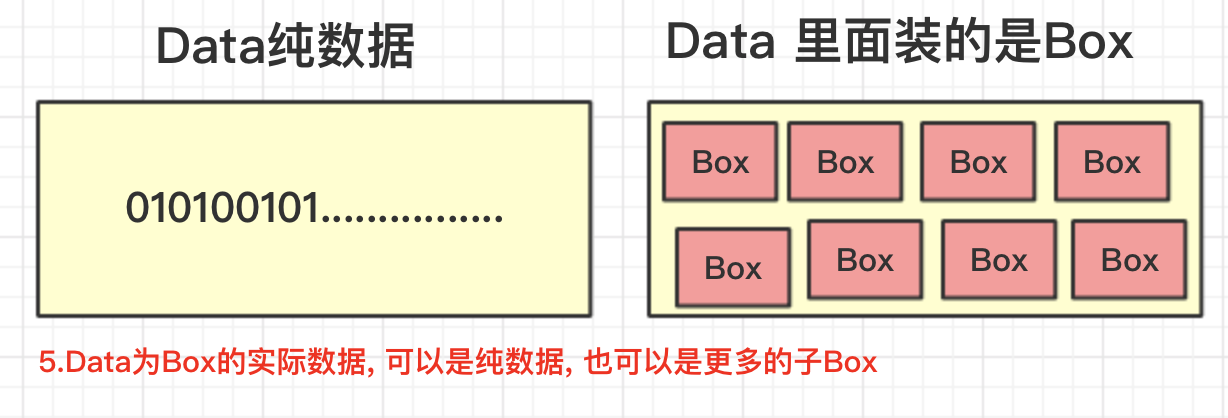 Data纯数据
Data 里面装的是Box
010100101...............
Box Box Box Box
Box Box Box Box
5.Data为Box的实际数据, 可以是纯数据, 也可以是更多的子Box